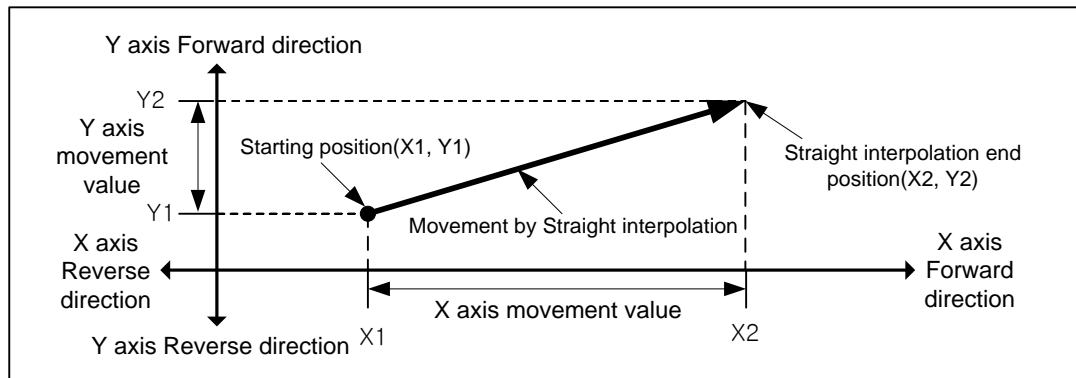 Y axis Forward direction
Y2
Y axis
movement
value
Starting position(X1, Y1)
Straight interpolation end
position(X2, Y2)
Y1
Movement by Straight interpolation
X axis
Reverse
direction
X axis
Forward
direction
X axis movement value
Y axis Reverse direction
X1
X2